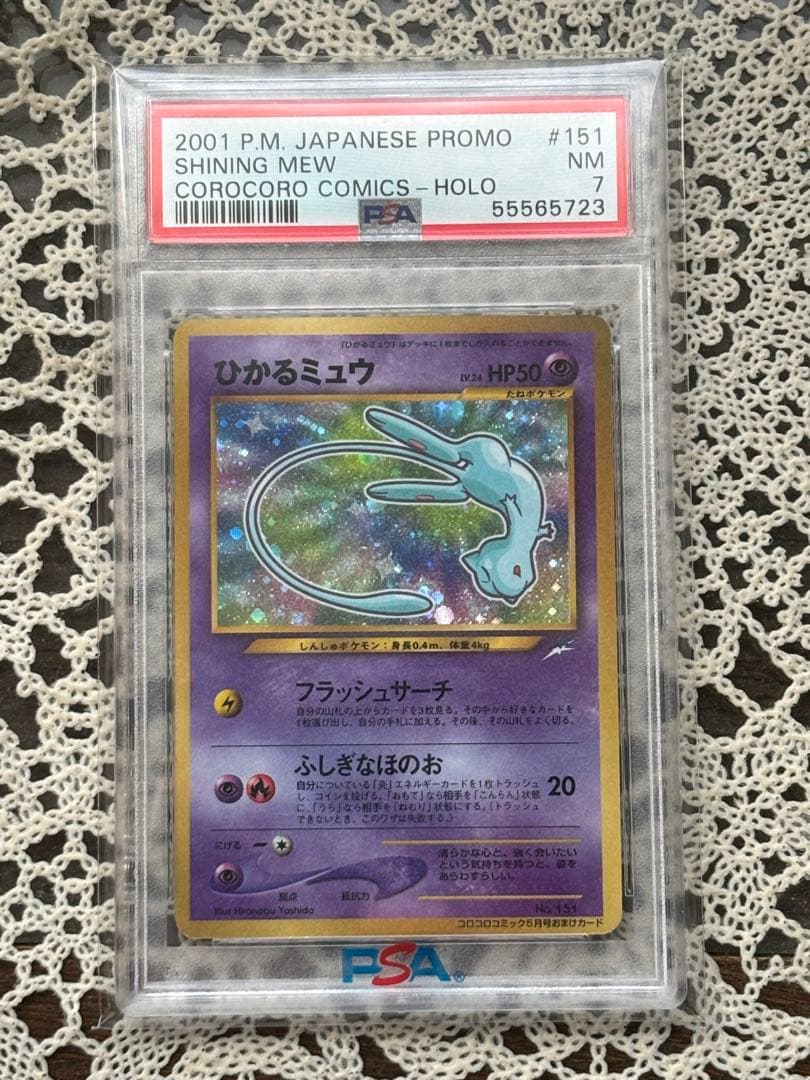 2001 P.M. JAPANESE PROMO #151
SHINING MEW NM
COROCORO COMICS – HOLO 7
PSA 55565723
「ひかるミュウ」はデッキに1枚までしか入れることができません。
ひかるミュウ LV.24 HP50
たねポケモン
しんしゅポケモン:身長0.4m、体重4kg
フラッシュサーチ
自分の山札の上からカードを3枚見る。その中から好きなカードを
1枚選び出し、自分の手札に加える。その後、その山札をよく切る。
ふしぎなほのお 20
自分についている「炎」エネルギーカードを1枚トラッシュ
し、コインを投げる。「おもて」なら相手を「こんらん」状態
に、「うら」なら相手を「ねむり」状態にする。(トラッシュ
できないとき、このワザは失敗する。)
にげる
清らかな心と、強く会いたい
という気持ちを持つと、姿を
あらわすらしい。
弱点 抵抗力
Illus. Hironobu Yoshida No. 151
コロコロコミック5月号おまけカード
PSA®